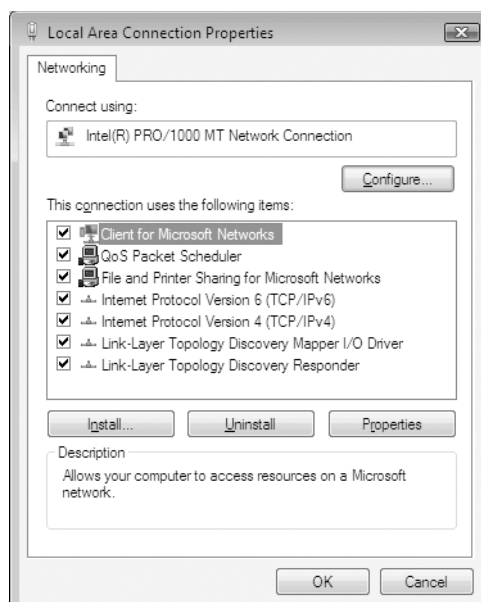 Local Area Connection Properties
Networking
Connect using:
Intel(R) PRO/1000 MT Network Connection
Configure...
This connection uses the following items:
Client for Microsoft Networks
QoS Packet Scheduler
File and Printer Sharing for Microsoft Networks
Internet Protocol Version 6 (TCP/IPv6)
Internet Protocol Version 4 (TCP/IPv4)
Link-Layer Topology Discovery Mapper I/O Driver
Link-Layer Topology Discovery Responder
Install...
Uninstall
Properties
Description
Allows your computer to access resources on a Microsoft
network.
OK
Cancel